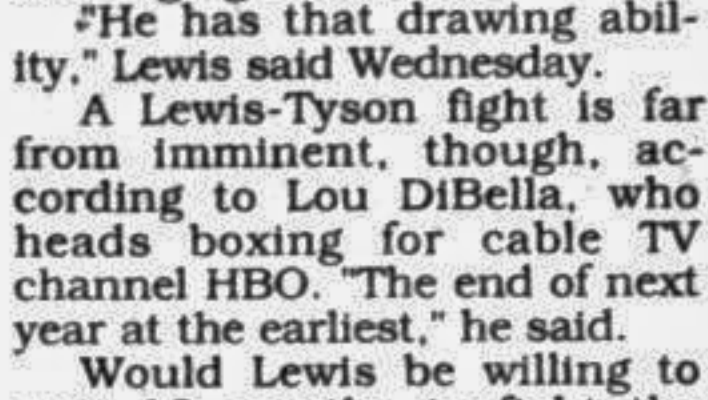 "He has that drawing abil-
ity," Lewis said Wednesday.
A Lewis-Tyson fight is far
from imminent, though, ac-
cording to Lou DiBella, who
heads boxing for cable TV
channel HBO. "The end of next
year at the earliest," he said.
Would Lewis be willing to